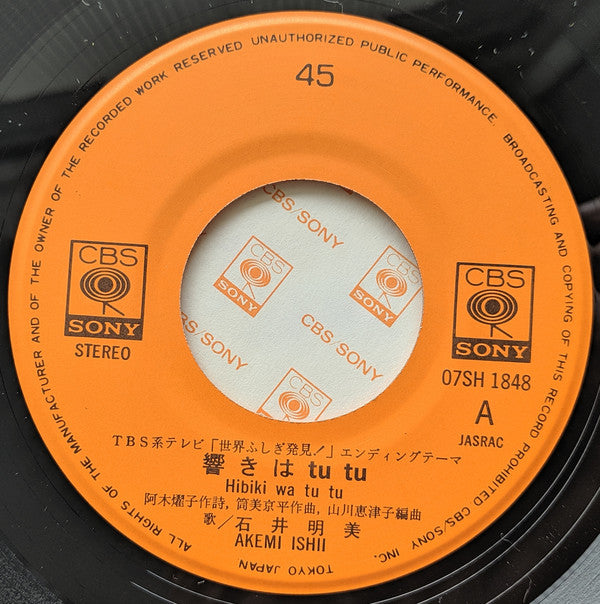 ALL RIGHTS OF THE MANUFACTURER AND OF THE OWNER OF THE RECORDED WORK RESERVED UNAUTHORIZED PUBLIC PERFORMANCE, BROADCASTING AND COPYING OF THIS RECORD PROHIBITED CBS/SONY INC.
TOKYO JAPAN
45
CBS
SONY
STEREO
CBS/SONY
CBS
SONY
CBS/SONY
CBS/SONY
CBS
SONY
CBS
SONY
07SH 1848
A
JASRAC
TBS系テレビ「世界ふしぎ発見!」エンディングテーマ
響きは tu tu
Hibiki wa tu tu
阿木燿子作詩, 筒美京平作曲, 山川恵津子編曲
歌/石井明美
AKEMI ISHII